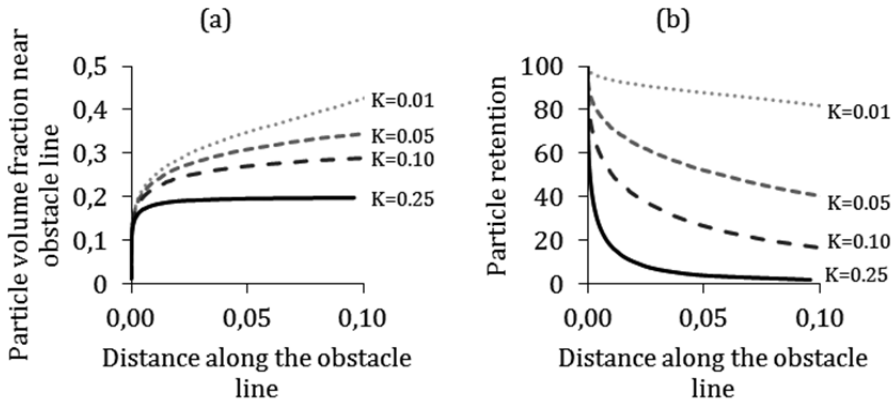 (a)
Particle volume fraction near
obstacle line
0,5
0,4
0,3
0,2
0,1
0
K=0.01
K=0.05
K=0.10
K=0.25
0,00
0,05
0,10
Distance along the obstacle
line
(b)
Particle retention
100
80
60
40
20
0
K=0.01
K=0.05
K=0.10
K=0.25
0,00
0,05
0,10
Distance along the obstacle
line